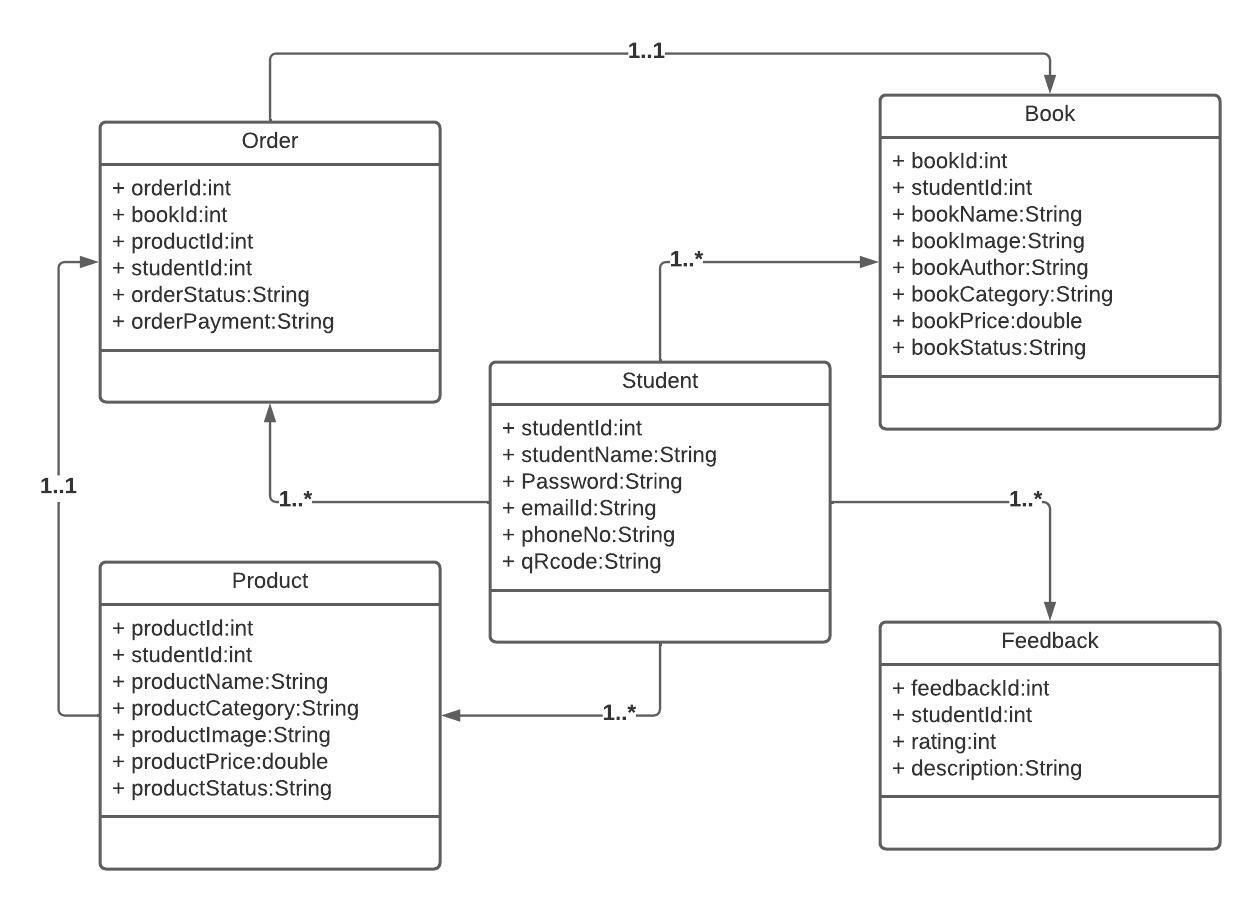 1..1
Order
+ orderId:int
+ bookId:int
+ productId:int
+ studentId:int
+ orderStatus:String
+ orderPayment:String
Book
+ bookId:int
+ studentId:int
+ bookName:String
+ bookImage:String
+ bookAuthor:String
+ bookCategory:String
+ bookPrice:double
+ bookStatus:String
1..*
Student
+ studentId:int
+ studentName:String
+ Password:String
+ emailId:String
+ phoneNo:String
+ qRcode:String
1..1
1..*
1..*
Product
+ productId:int
+ studentId:int
+ productName:String
+ productCategory:String
+ productImage:String
+ productPrice:double
+ productStatus:String
1..*
Feedback
+ feedbackId:int
+ studentId:int
+ rating:int
+ description:String